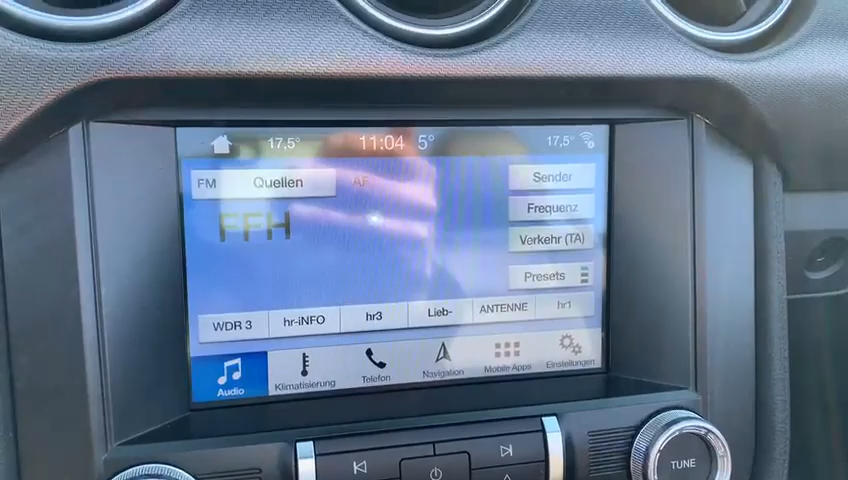 17,5° 11:04 5° 17,5°
FM Quellen AF Sender
FFH Frequenz
Verkehr (TA)
Presets
WDR 3 hr-iNFO hr3 Lieb- ANTENNE hr1
Audio Klimatisierung Telefon Navigation Mobile Apps Einstellungen
TUNE